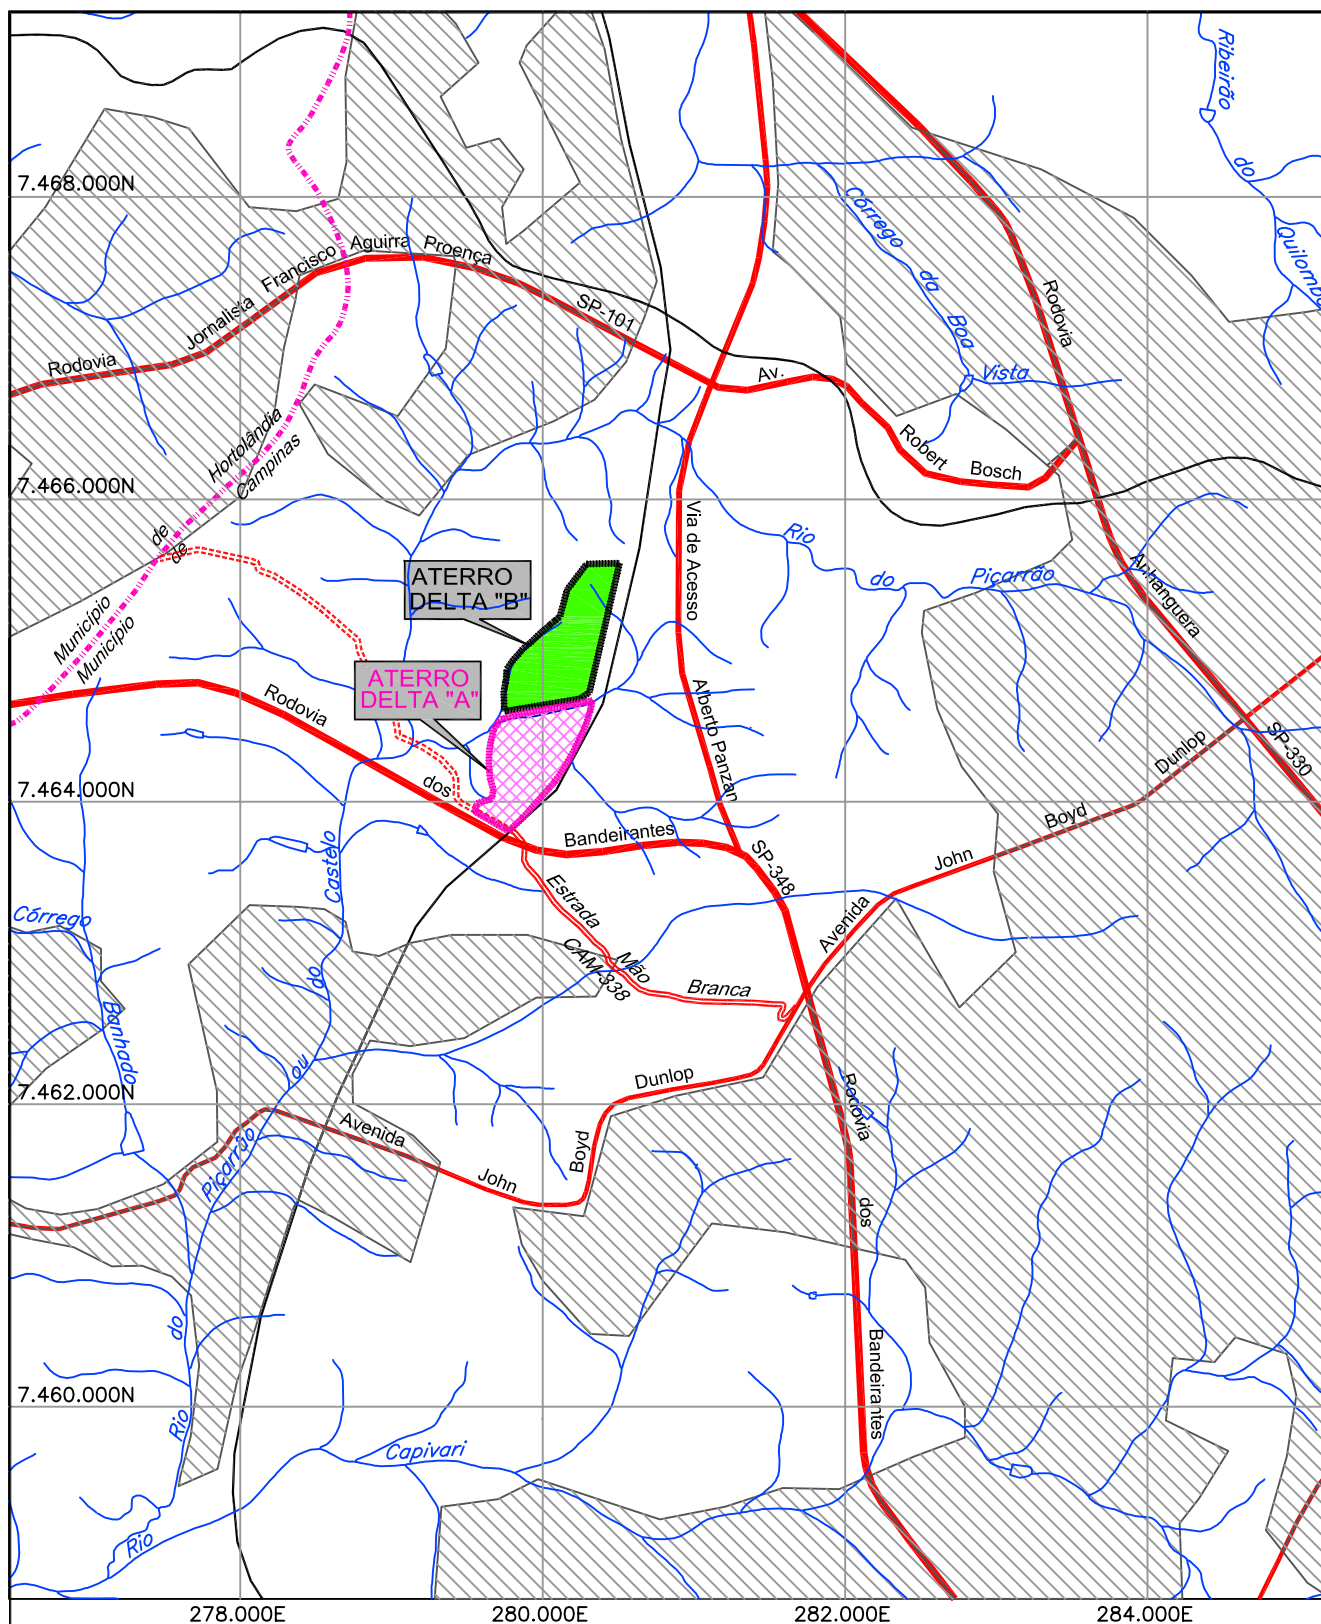 Ribeirão
do
Quilombo
7.468.000N
Córrego
da
Boa
Vista
Rodovia
Jornalista
Francisco
Aguirra
Proença
SP-101
Av.
Robert
Bosch
Rodovia
Anhanguera
SP-330
Hortolândia
Campinas
de
de
Município
Município
7.466.000N
Rio
do
Piçarrão
Via de Acesso
Alberto Panzan
ATERRO
DELTA "B"
ATERRO
DELTA "A"
Rodovia
dos
Bandeirantes
SP-348
7.464.000N
Dunlop
Boyd
John
Avenida
Castelo
do
ou
Piçarrão
do
Rio
Estrada
Mão
Branca
CAM-338
Córrego
Banhado
7.462.000N
Dunlop
Boyd
John
Avenida
Rodovia
dos
Bandeirantes
7.460.000N
Capivari
Rio
278.000E
280.000E
282.000E
284.000E